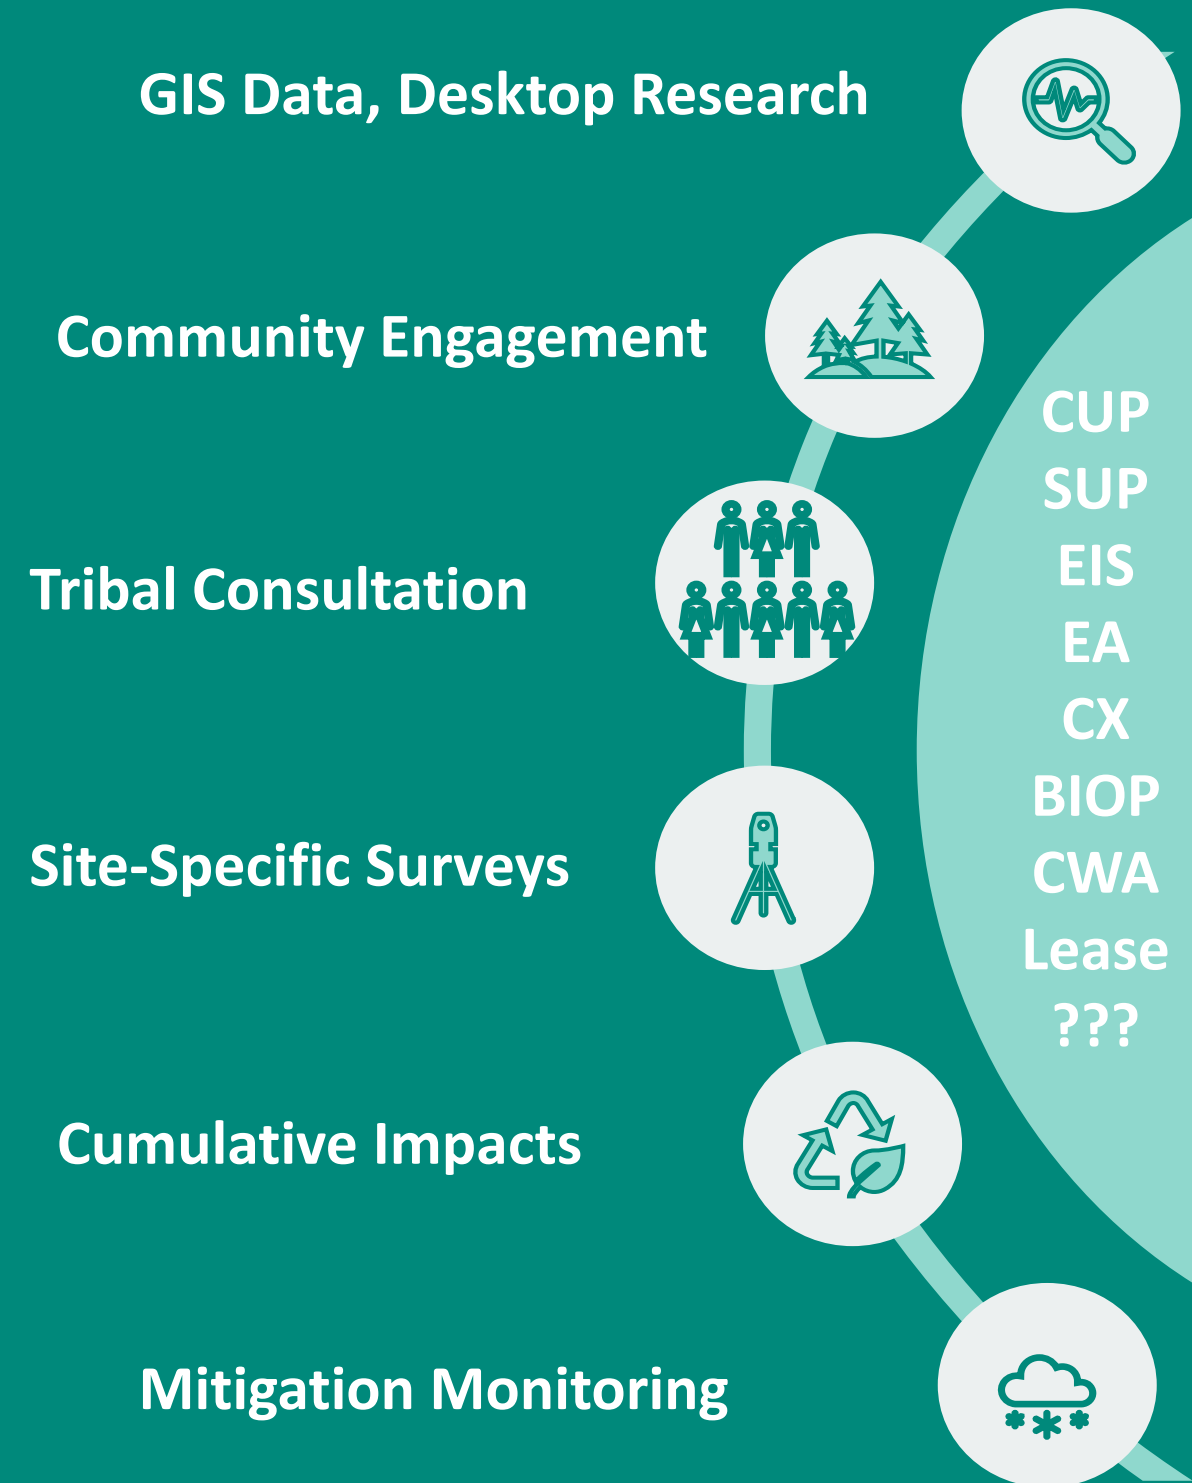 GIS Data, Desktop Research
Community Engagement
Tribal Consultation
Site-Specific Surveys
Cumulative Impacts
Mitigation Monitoring
CUP
SUP
EIS
EA
CX
BIOP
CWA
Lease
???